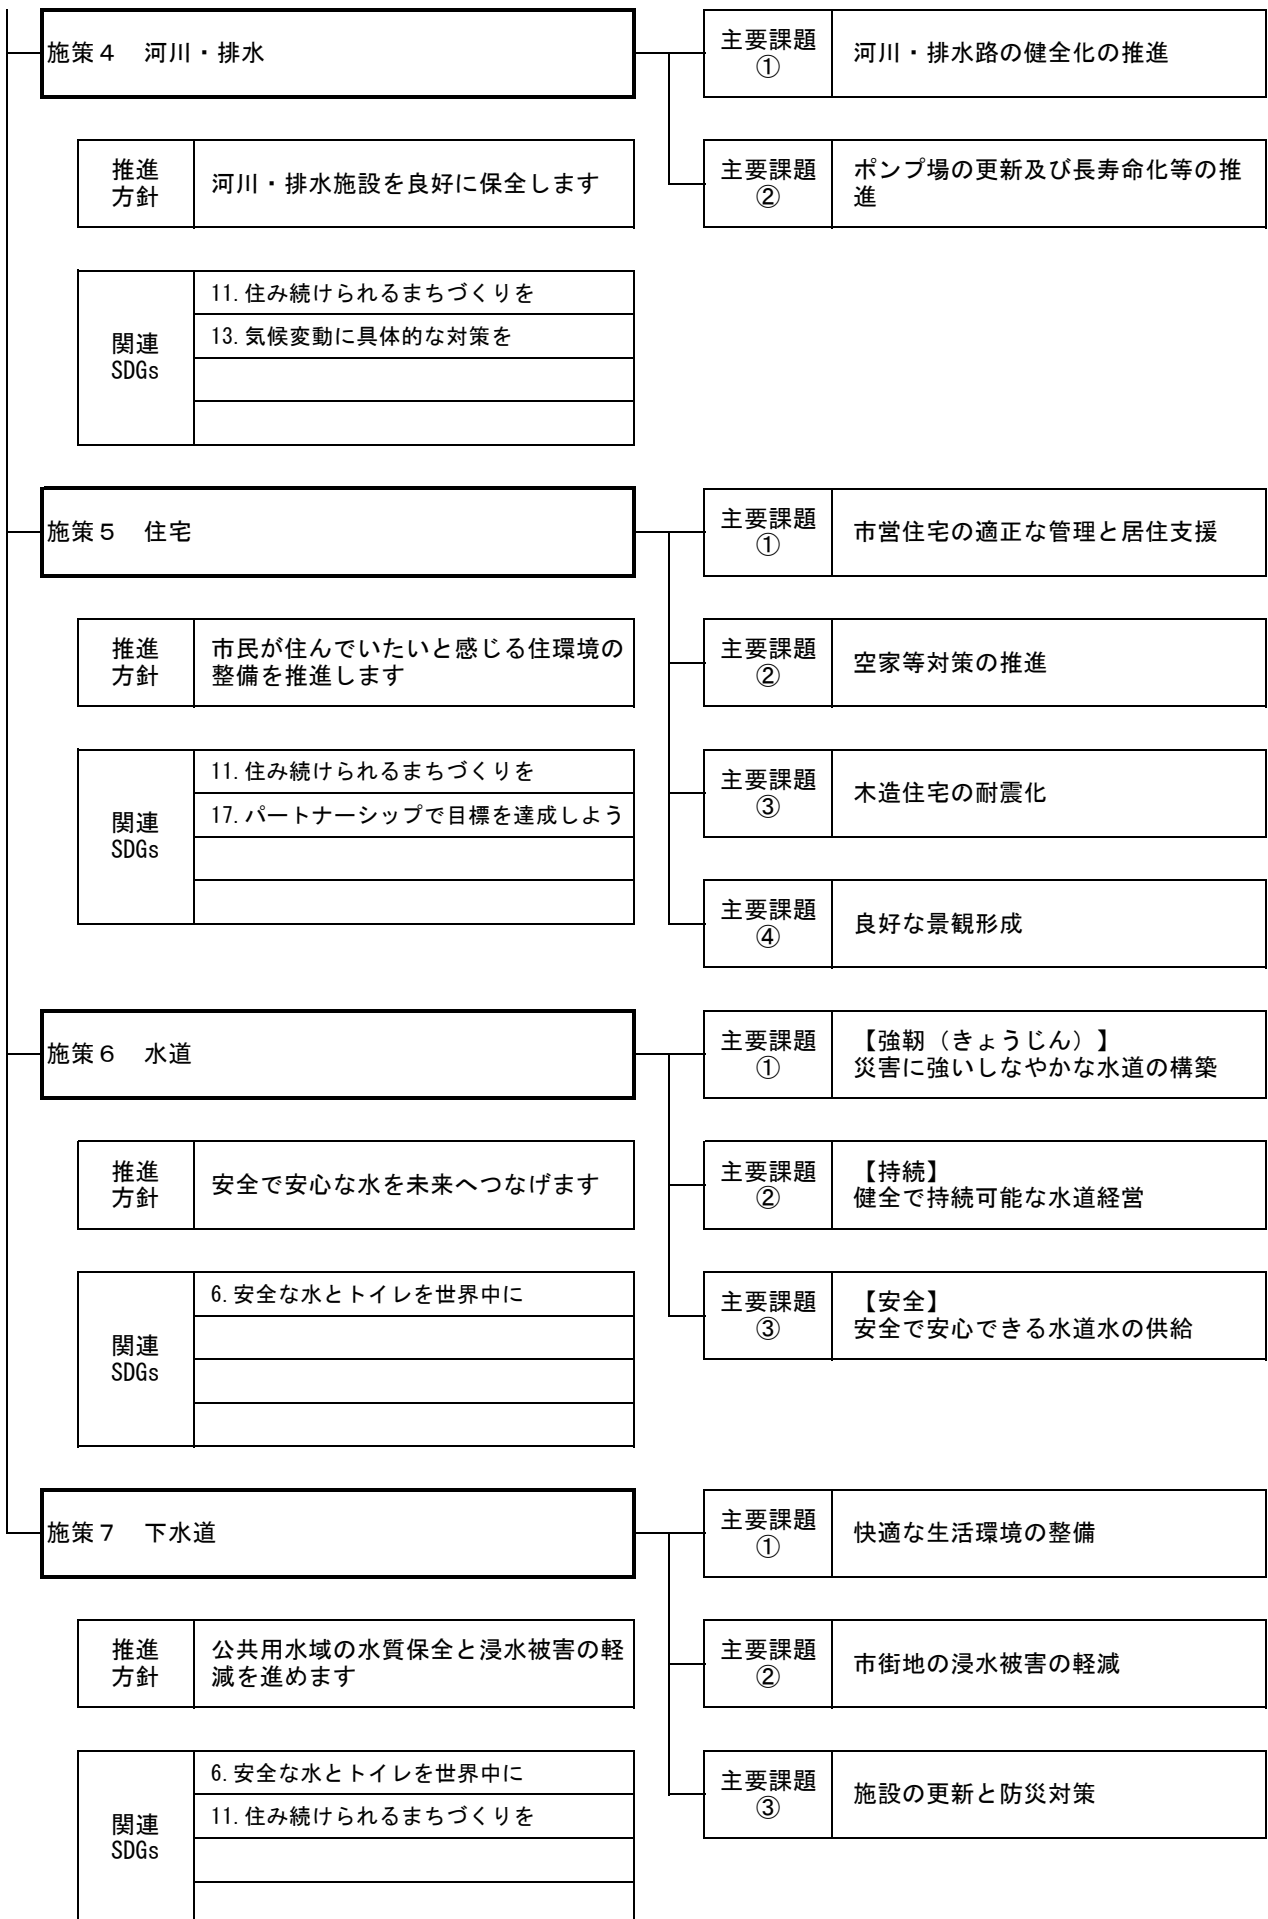 施策４　河川・排水
主要課題
①
河川・排水路の健全化の推進
推進
方針
河川・排水施設を良好に保全します
主要課題
②
ポンプ場の更新及び長寿命化等の推
進
関連
SDGs
11.住み続けられるまちづくりを
13.気候変動に具体的な対策を
施策５　住宅
主要課題
①
市営住宅の適正な管理と居住支援
推進
方針
市民が住んでいたいと感じる住環境の
整備を推進します
主要課題
②
空家等対策の推進
関連
SDGs
11.住み続けられるまちづくりを
17.パートナーシップで目標を達成しよう
主要課題
③
木造住宅の耐震化
主要課題
④
良好な景観形成
施策６　水道
主要課題
①
【強靭（きょうじん）】
災害に強いしなやかな水道の構築
推進
方針
安全で安心な水を未来へつなげます
主要課題
②
【持続】
健全で持続可能な水道経営
関連
SDGs
6.安全な水とトイレを世界中に
主要課題
③
【安全】
安全で安心できる水道水の供給
施策７　下水道
主要課題
①
快適な生活環境の整備
推進
方針
公共用水域の水質保全と浸水被害の軽
減を進めます
主要課題
②
市街地の浸水被害の軽減
関連
SDGs
6.安全な水とトイレを世界中に
11.住み続けられるまちづくりを
主要課題
③
施設の更新と防災対策